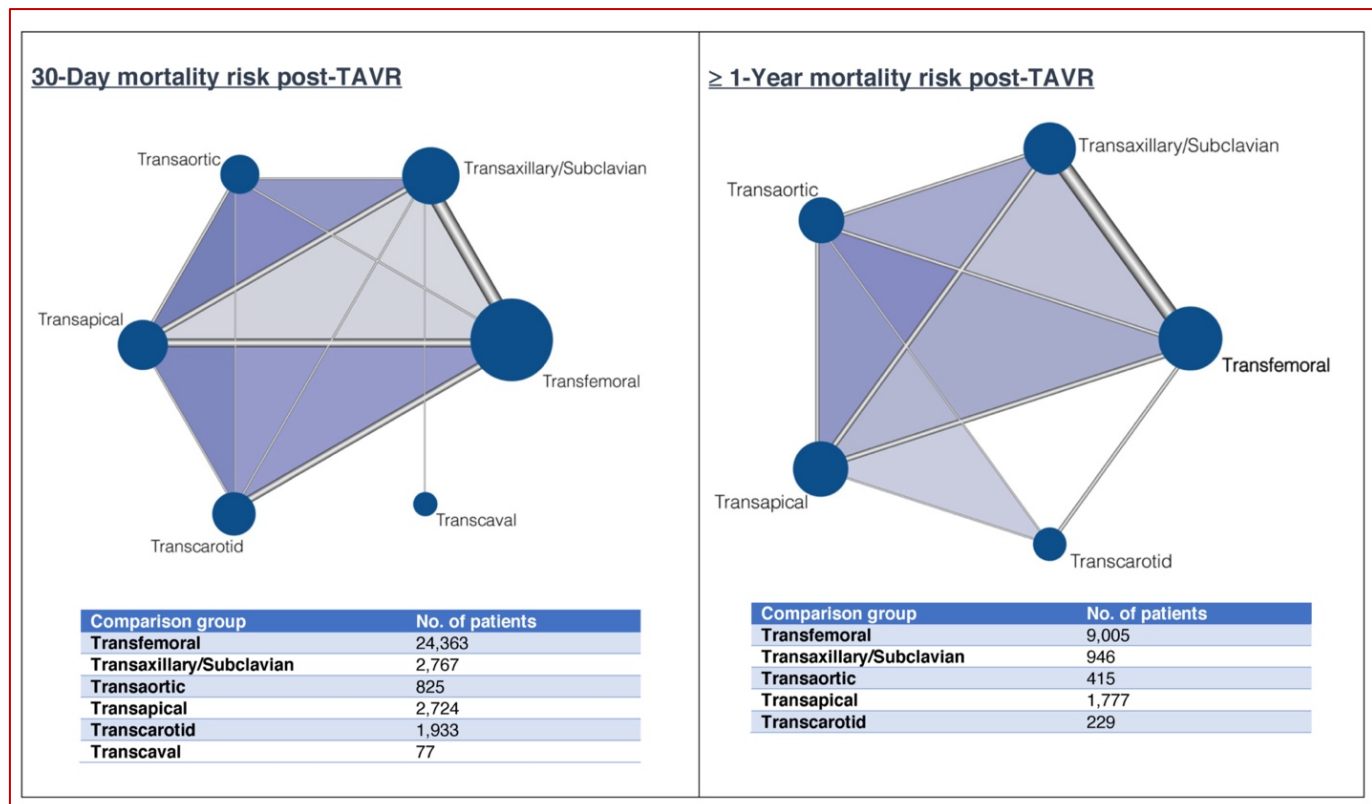 30-Day mortality risk post-TAVR
Transaortic
Transaxillary/Subclavian
Transapical
Transfemoral
Transcarotid
Transcaval
Comparison group No. of patients
Transfemoral 24,363
Transaxillary/Subclavian 2,767
Transaortic 825
Transapical 2,724
Transcarotid 1,933
Transcaval 77
≥ 1-Year mortality risk post-TAVR
Transaxillary/Subclavian
Transaortic
Transfemoral
Transapical
Transcarotid
Comparison group No. of patients
Transfemoral 9,005
Transaxillary/Subclavian 946
Transaortic 415
Transapical 1,777
Transcarotid 229